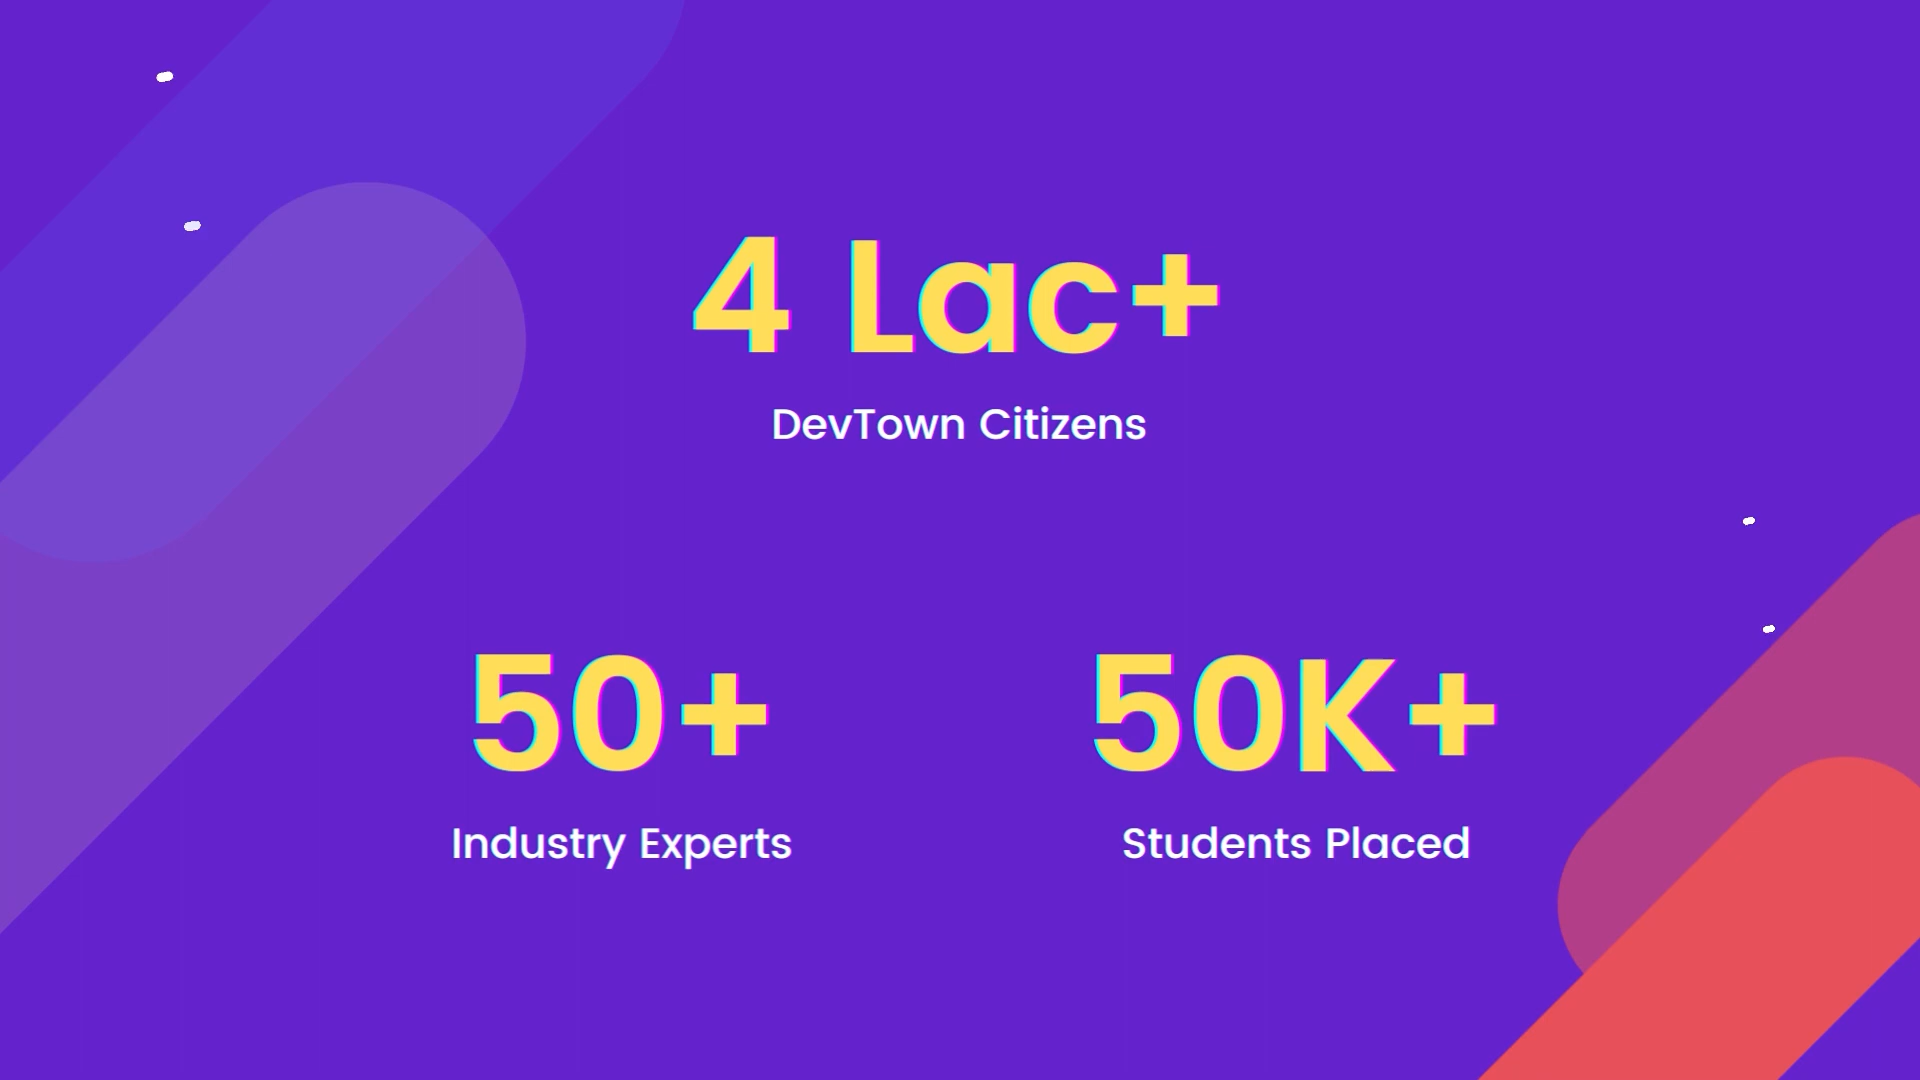 4 Lac+
DevTown Citizens
50+
Industry Experts
50K+
Students Placed